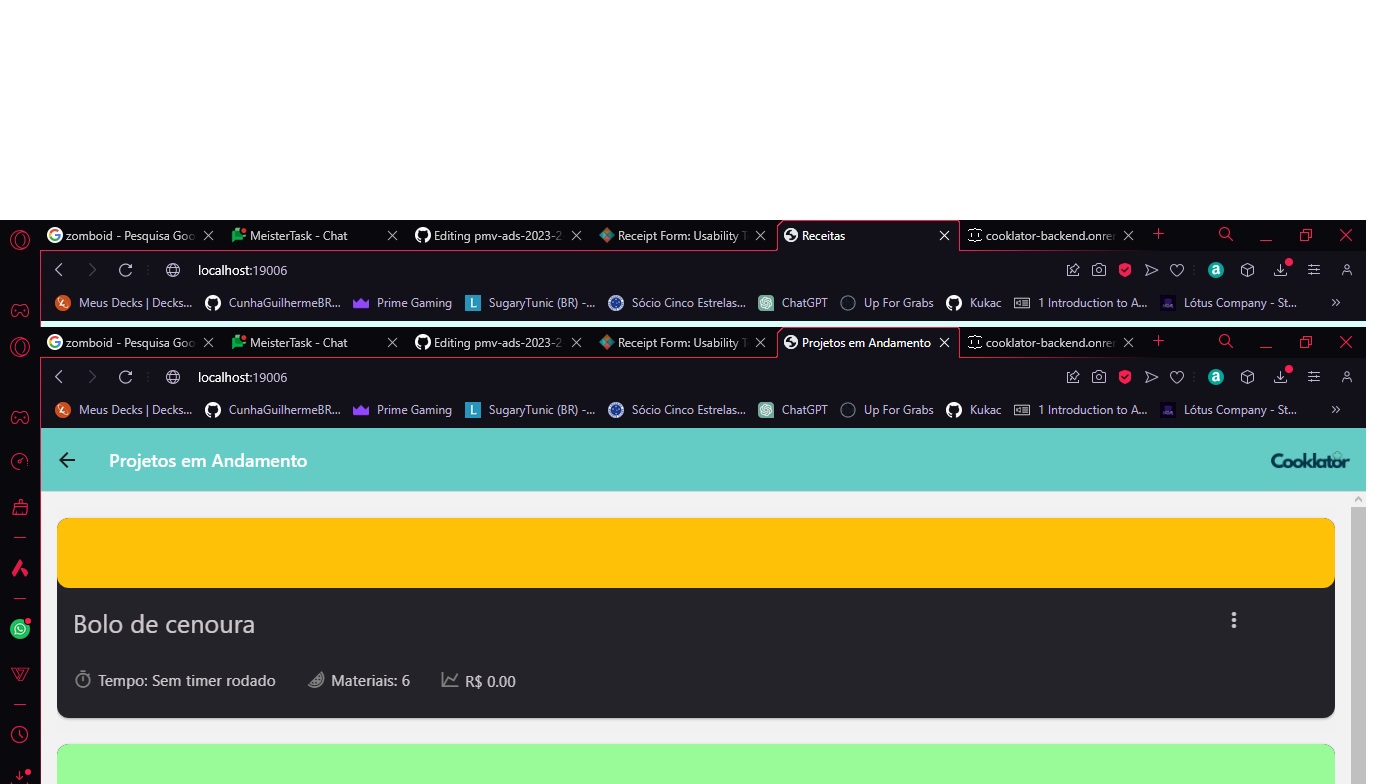 zomboid - Pesquisa Goo
MeisterTask - Chat
Editing pmv-ads-2023-2
Receipt Form: Usability T
Receitas
cooklator-backend.onren
localhost:19006
a
Meus Decks | Decks...
CunhaGuilhermeBR...
Prime Gaming
L SugaryTunic (BR) -...
Sócio Cinco Estrelas...
ChatGPT
Up For Grabs
Kukac
1 Introduction to A...
Lótus Company - St...
zomboid - Pesquisa Goo
MeisterTask - Chat
Editing pmv-ads-2023-2
Receipt Form: Usability T
Projetos em Andamento
cooklator-backend.onren
localhost:19006
a
Meus Decks | Decks...
CunhaGuilhermeBR...
Prime Gaming
L SugaryTunic (BR) -...
Sócio Cinco Estrelas...
ChatGPT
Up For Grabs
Kukac
1 Introduction to A...
Lótus Company - St...
Projetos em Andamento
Cooklator
Bolo de cenoura
Tempo: Sem timer rodado
Materiais: 6
R$ 0.00